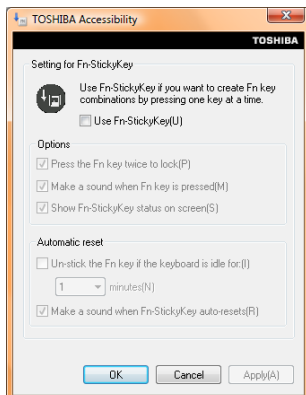 TOSHIBA Accessibility
TOSHIBA
Setting for Fn-StickyKey
Use Fn-StickyKey if you want to create Fn key
combinations by pressing one key at a time.
Use Fn-StickyKey(U)
Options
Press the Fn key twice to lock(P)
Make a sound when Fn key is pressed(M)
Show Fn-StickyKey status on screen(S)
Automatic reset
Un-stick the Fn key if the keyboard is idle for:(I)
1 minutes(N)
Make a sound when Fn-StickyKey auto-resets(R)
OK Cancel Apply(A)